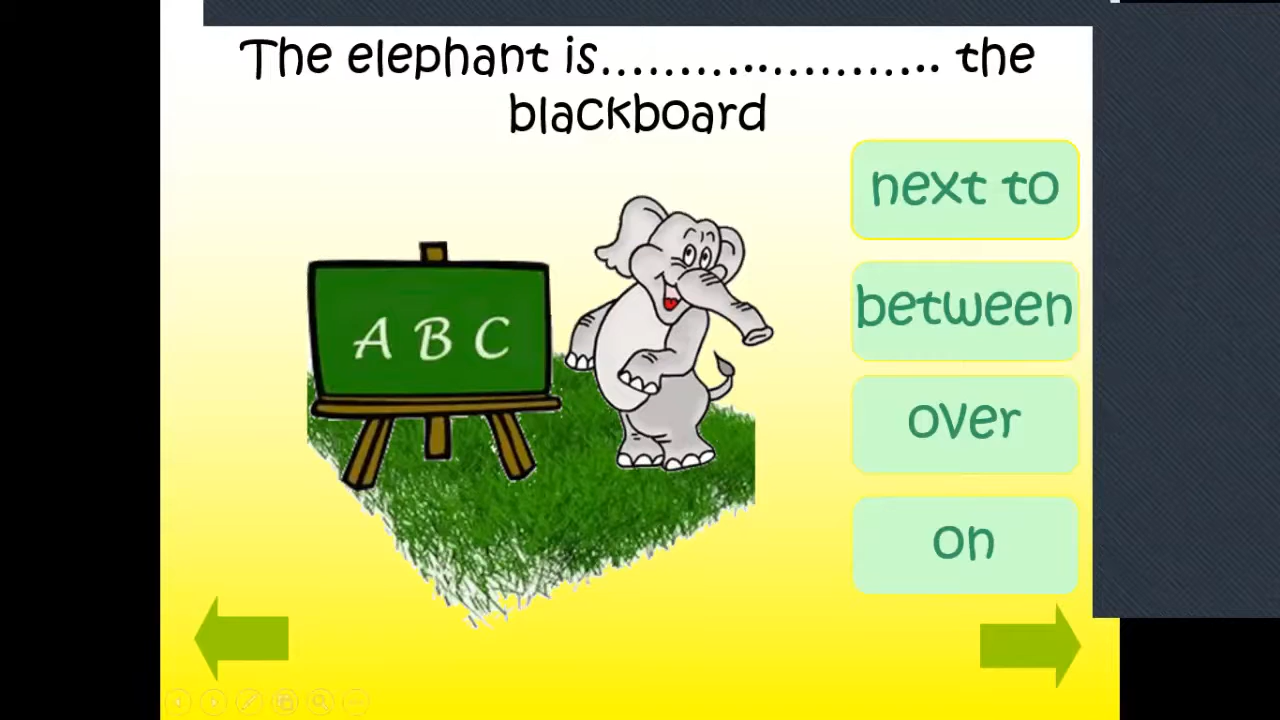 The elephant is………..……….. the
blackboard
next to
between
A B C
over
on